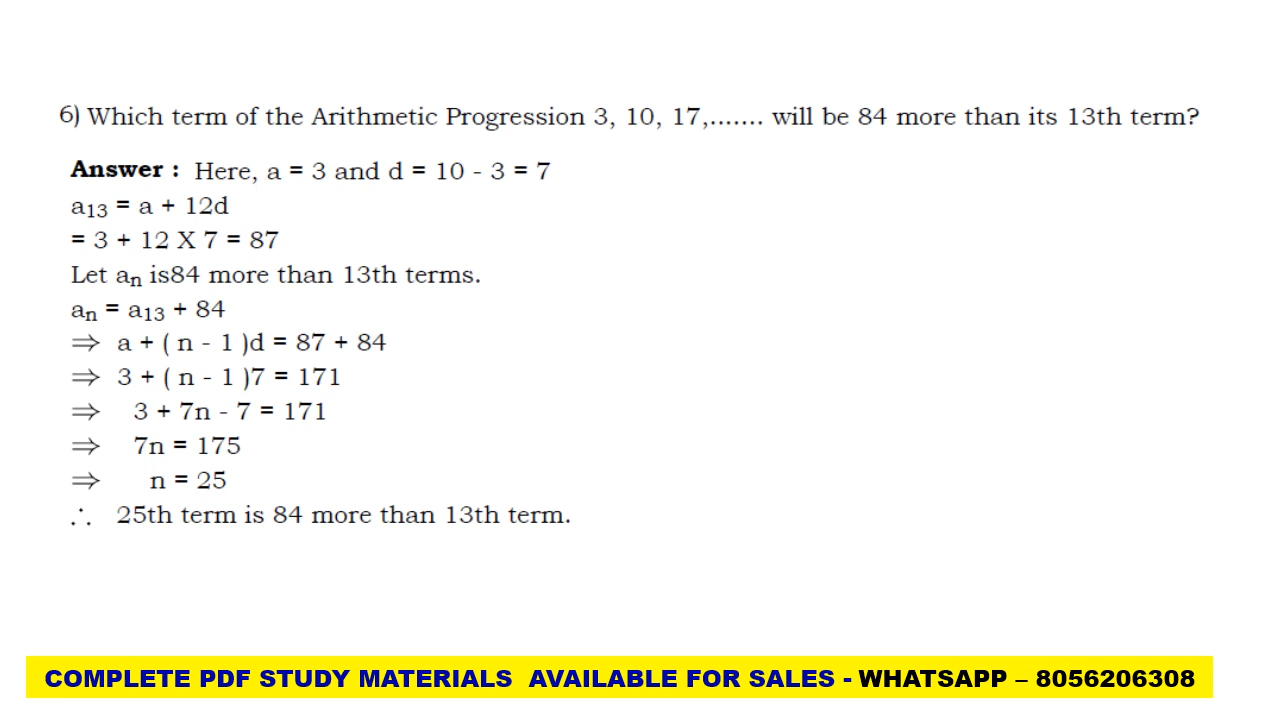 6) Which term of the Arithmetic Progression 3, 10, 17,....... will be 84 more than its 13th term?
Answer : Here, a = 3 and d = 10 - 3 = 7
a₁₃ = a + 12d
= 3 + 12 X 7 = 87
Let aₙ is84 more than 13th terms.
aₙ = a₁₃ + 84
⇒ a + ( n - 1 )d = 87 + 84
⇒ 3 + ( n - 1 )7 = 171
⇒ 3 + 7n - 7 = 171
⇒ 7n = 175
⇒ n = 25
∴ 25th term is 84 more than 13th term.
COMPLETE PDF STUDY MATERIALS AVAILABLE FOR SALES - WHATSAPP – 8056206308